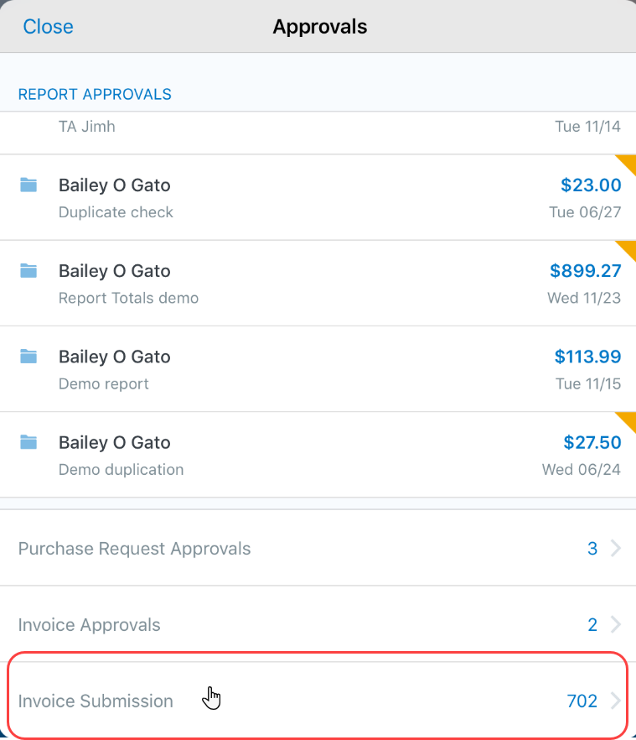 Close Approvals
REPORT APPROVALS
TA Jimh Tue 11/14
Bailey O Gato $23.00
Duplicate check Tue 06/27
Bailey O Gato $899.27
Report Totals demo Wed 11/23
Bailey O Gato $113.99
Demo report Tue 11/15
Bailey O Gato $27.50
Demo duplication Wed 06/24
Purchase Request Approvals 3
Invoice Approvals 2
Invoice Submission 702